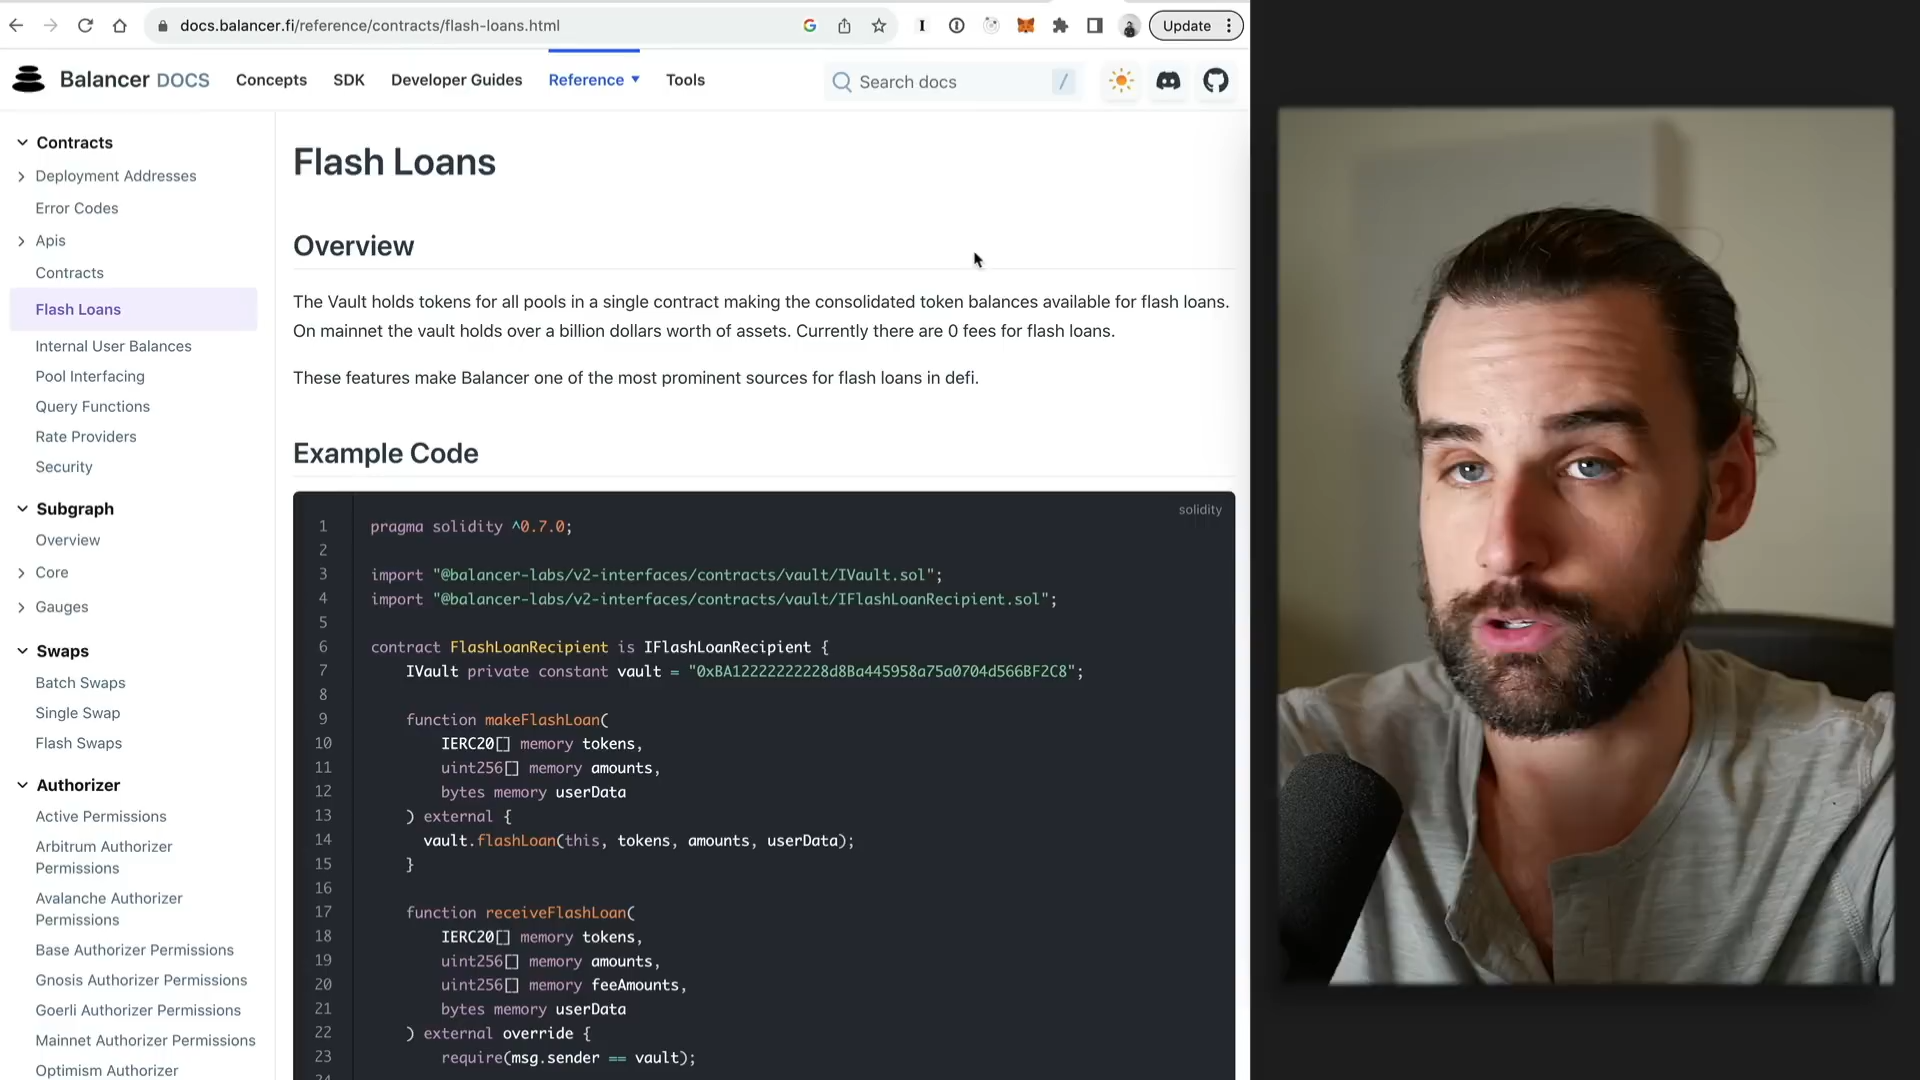 docs.balancer.fi/reference/contracts/flash-loans.html
Update
Balancer DOCS
Concepts
SDK
Developer Guides
Reference
Tools
Search docs
/
Contracts
Deployment Addresses
Error Codes
Apis
Contracts
Flash Loans
Internal User Balances
Pool Interfacing
Query Functions
Rate Providers
Security
Subgraph
Overview
Core
Gauges
Swaps
Batch Swaps
Single Swap
Flash Swaps
Authorizer
Active Permissions
Arbitrum Authorizer
Permissions
Avalanche Authorizer
Permissions
Base Authorizer Permissions
Gnosis Authorizer Permissions
Goerli Authorizer Permissions
Mainnet Authorizer Permissions
Optimism Authorizer
Flash Loans
Overview
The Vault holds tokens for all pools in a single contract making the consolidated token balances available for flash loans.
On mainnet the vault holds over a billion dollars worth of assets. Currently there are 0 fees for flash loans.
These features make Balancer one of the most prominent sources for flash loans in defi.
Example Code
solidity
1 pragma solidity ^0.7.0;
2
3 import "@balancer-labs/v2-interfaces/contracts/vault/IVault.sol";
4 import "@balancer-labs/v2-interfaces/contracts/vault/IFlashLoanRecipient.sol";
5
6 contract FlashLoanRecipient is IFlashLoanRecipient {
7 IVault private constant vault = "0xBA12222222228d8Ba445958a75a0704d566BF2C8";
8
9 function makeFlashLoan(
10 IERC20[] memory tokens,
11 uint256[] memory amounts,
12 bytes memory userData
13 ) external {
14 vault.flashLoan(this, tokens, amounts, userData);
15 }
16
17 function receiveFlashLoan(
18 IERC20[] memory tokens,
19 uint256[] memory amounts,
20 uint256[] memory feeAmounts,
21 bytes memory userData
22 ) external override {
23 require(msg.sender == vault);